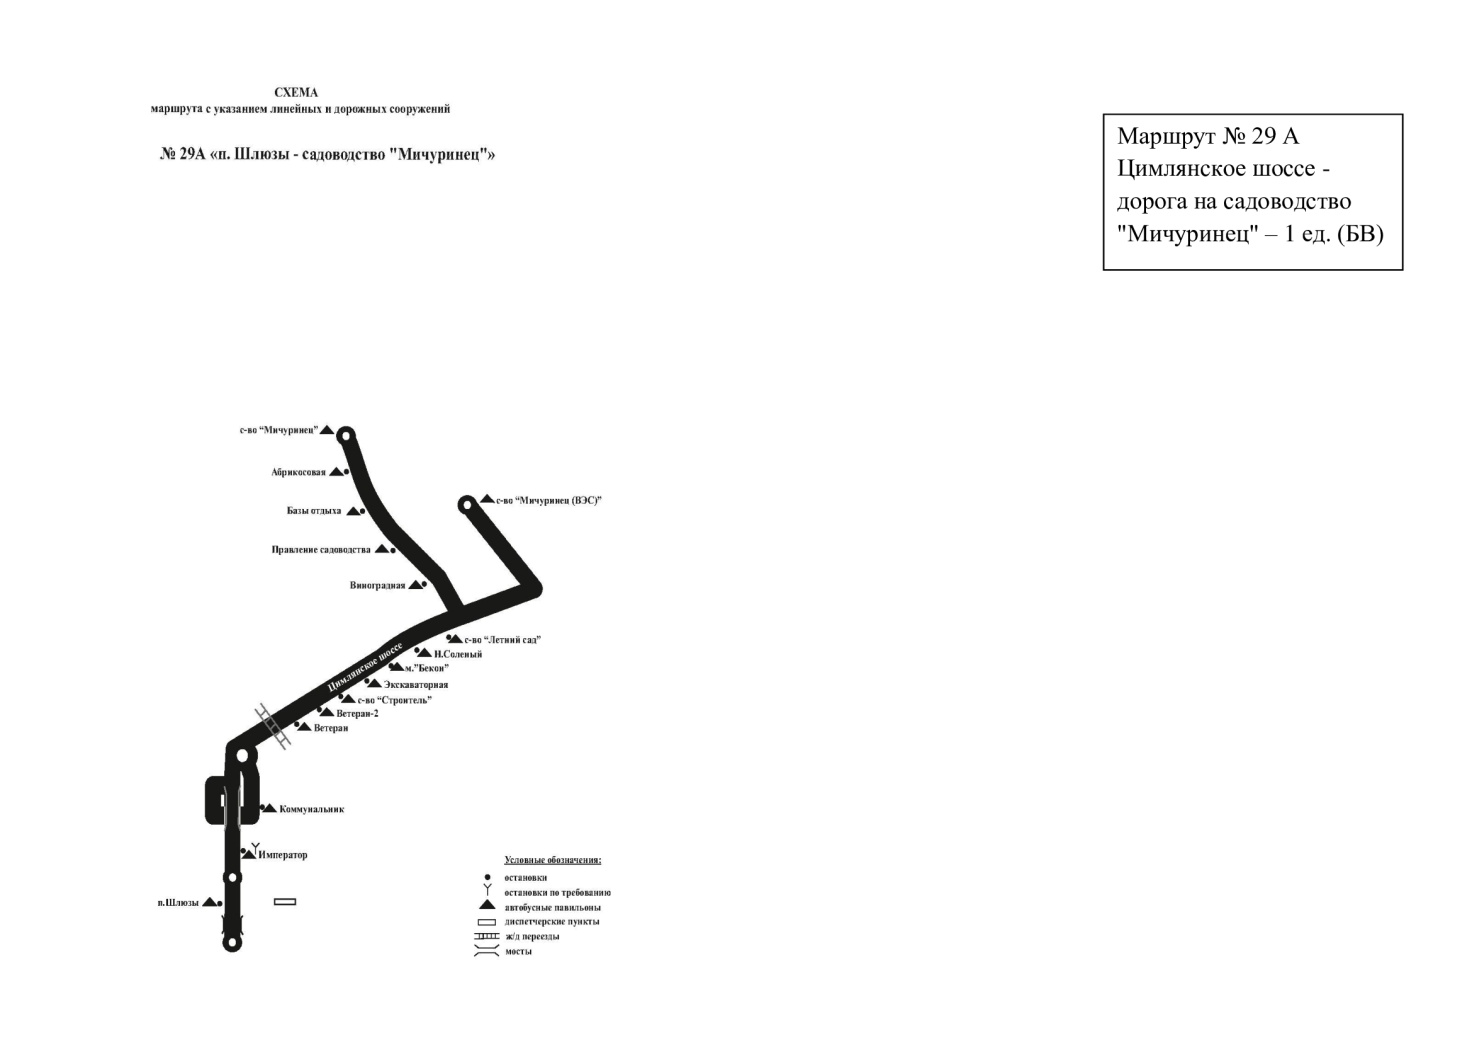 СХЕМА
маршрута с указанием линейных и дорожных сооружений
№ 29А «п. Шлюзы - садоводство "Мичуринец"»
Маршрут № 29 А
Цимлянское шоссе -
дорога на садоводство
"Мичуринец" – 1 ед. (БВ)
с-во “Мичуринец”
Абрикосовая
Базы отдыха
с-во “Мичуринец (ВЭС)”
Правление садоводства
Виноградная
с-во “Летний сад”
Н.Соленый
м.”Бекон”
Экскаваторная
с-во “Строитель”
Ветеран-2
Ветеран
Цимлянское шоссе
Коммунальник
Император
п.Шлюзы
Условные обозначения:
остановки
остановки по требованию
автобусные павильоны
диспетчерские пункты
ж/д переезды
мосты